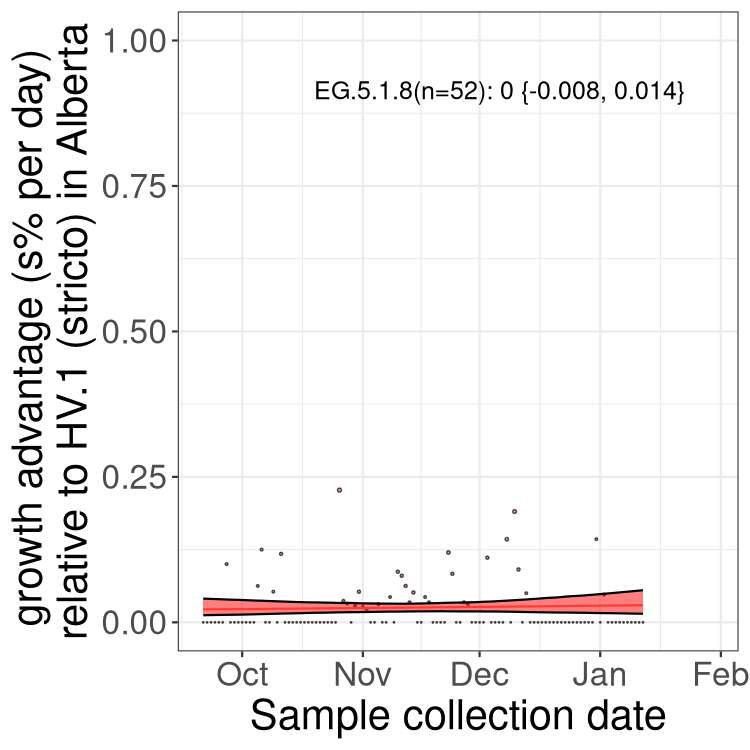 growth advantage (s% per day)
relative to HV.1 (stricto) in Alberta
1.00
0.75
0.50
0.25
0.00
EG.5.1.8(n=52): 0 {-0.008, 0.014}
Oct Nov Dec Jan Feb
Sample collection date